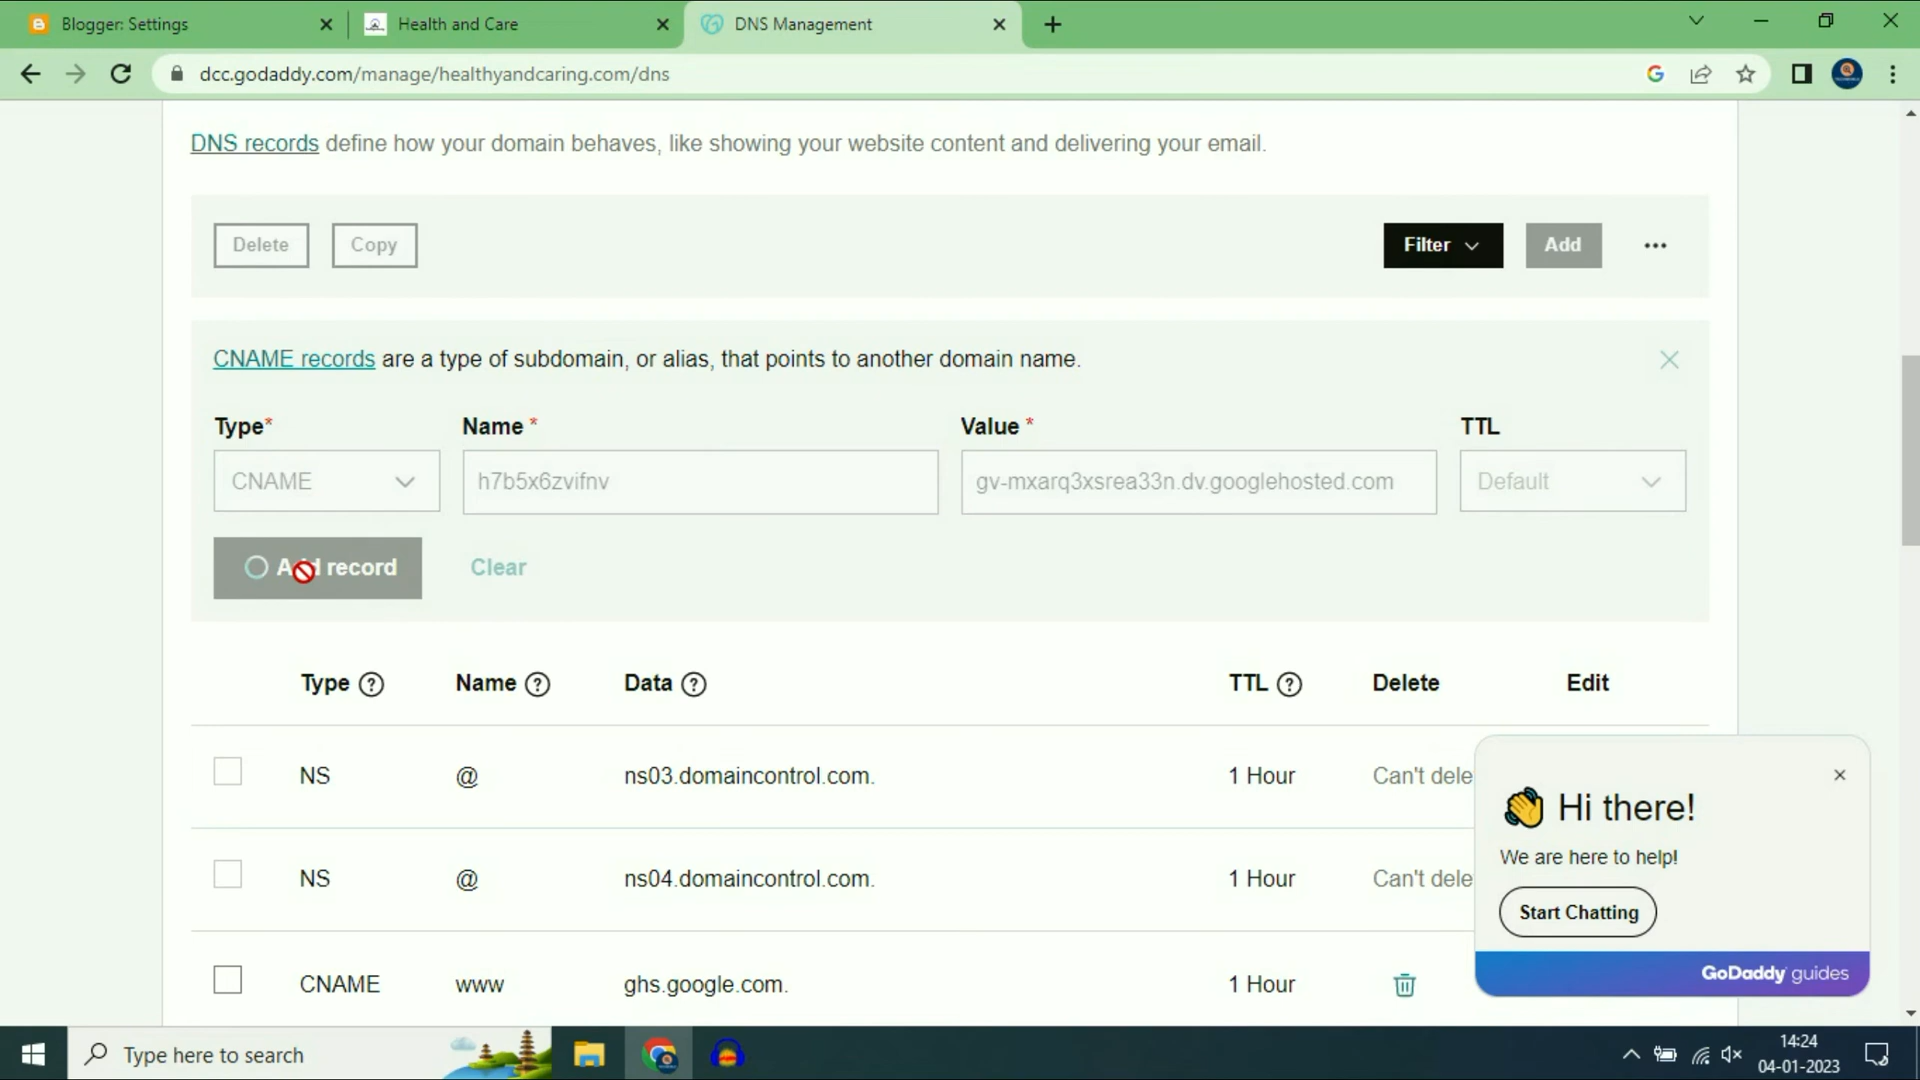 Blogger: Settings
Health and Care
DNS Management
dcc.godaddy.com/manage/healthyandcaring.com/dns
DNS records define how your domain behaves, like showing your website content and delivering your email.
Delete
Copy
Filter
Add
CNAME records are a type of subdomain, or alias, that points to another domain name.
Type*
Name *
Value *
TTL
CNAME
h7b5x6zvifnv
gv-mxarq3xsrea33n.dv.googlehosted.com
Default
Add record
Clear
Type ?
Name ?
Data ?
TTL ?
Delete
Edit
NS
@
ns03.domaincontrol.com.
1 Hour
Can't dele
NS
@
ns04.domaincontrol.com.
1 Hour
Can't dele
CNAME
www
ghs.google.com.
1 Hour
Hi there!
We are here to help!
Start Chatting
GoDaddy guides
Type here to search
14:24
04-01-2023